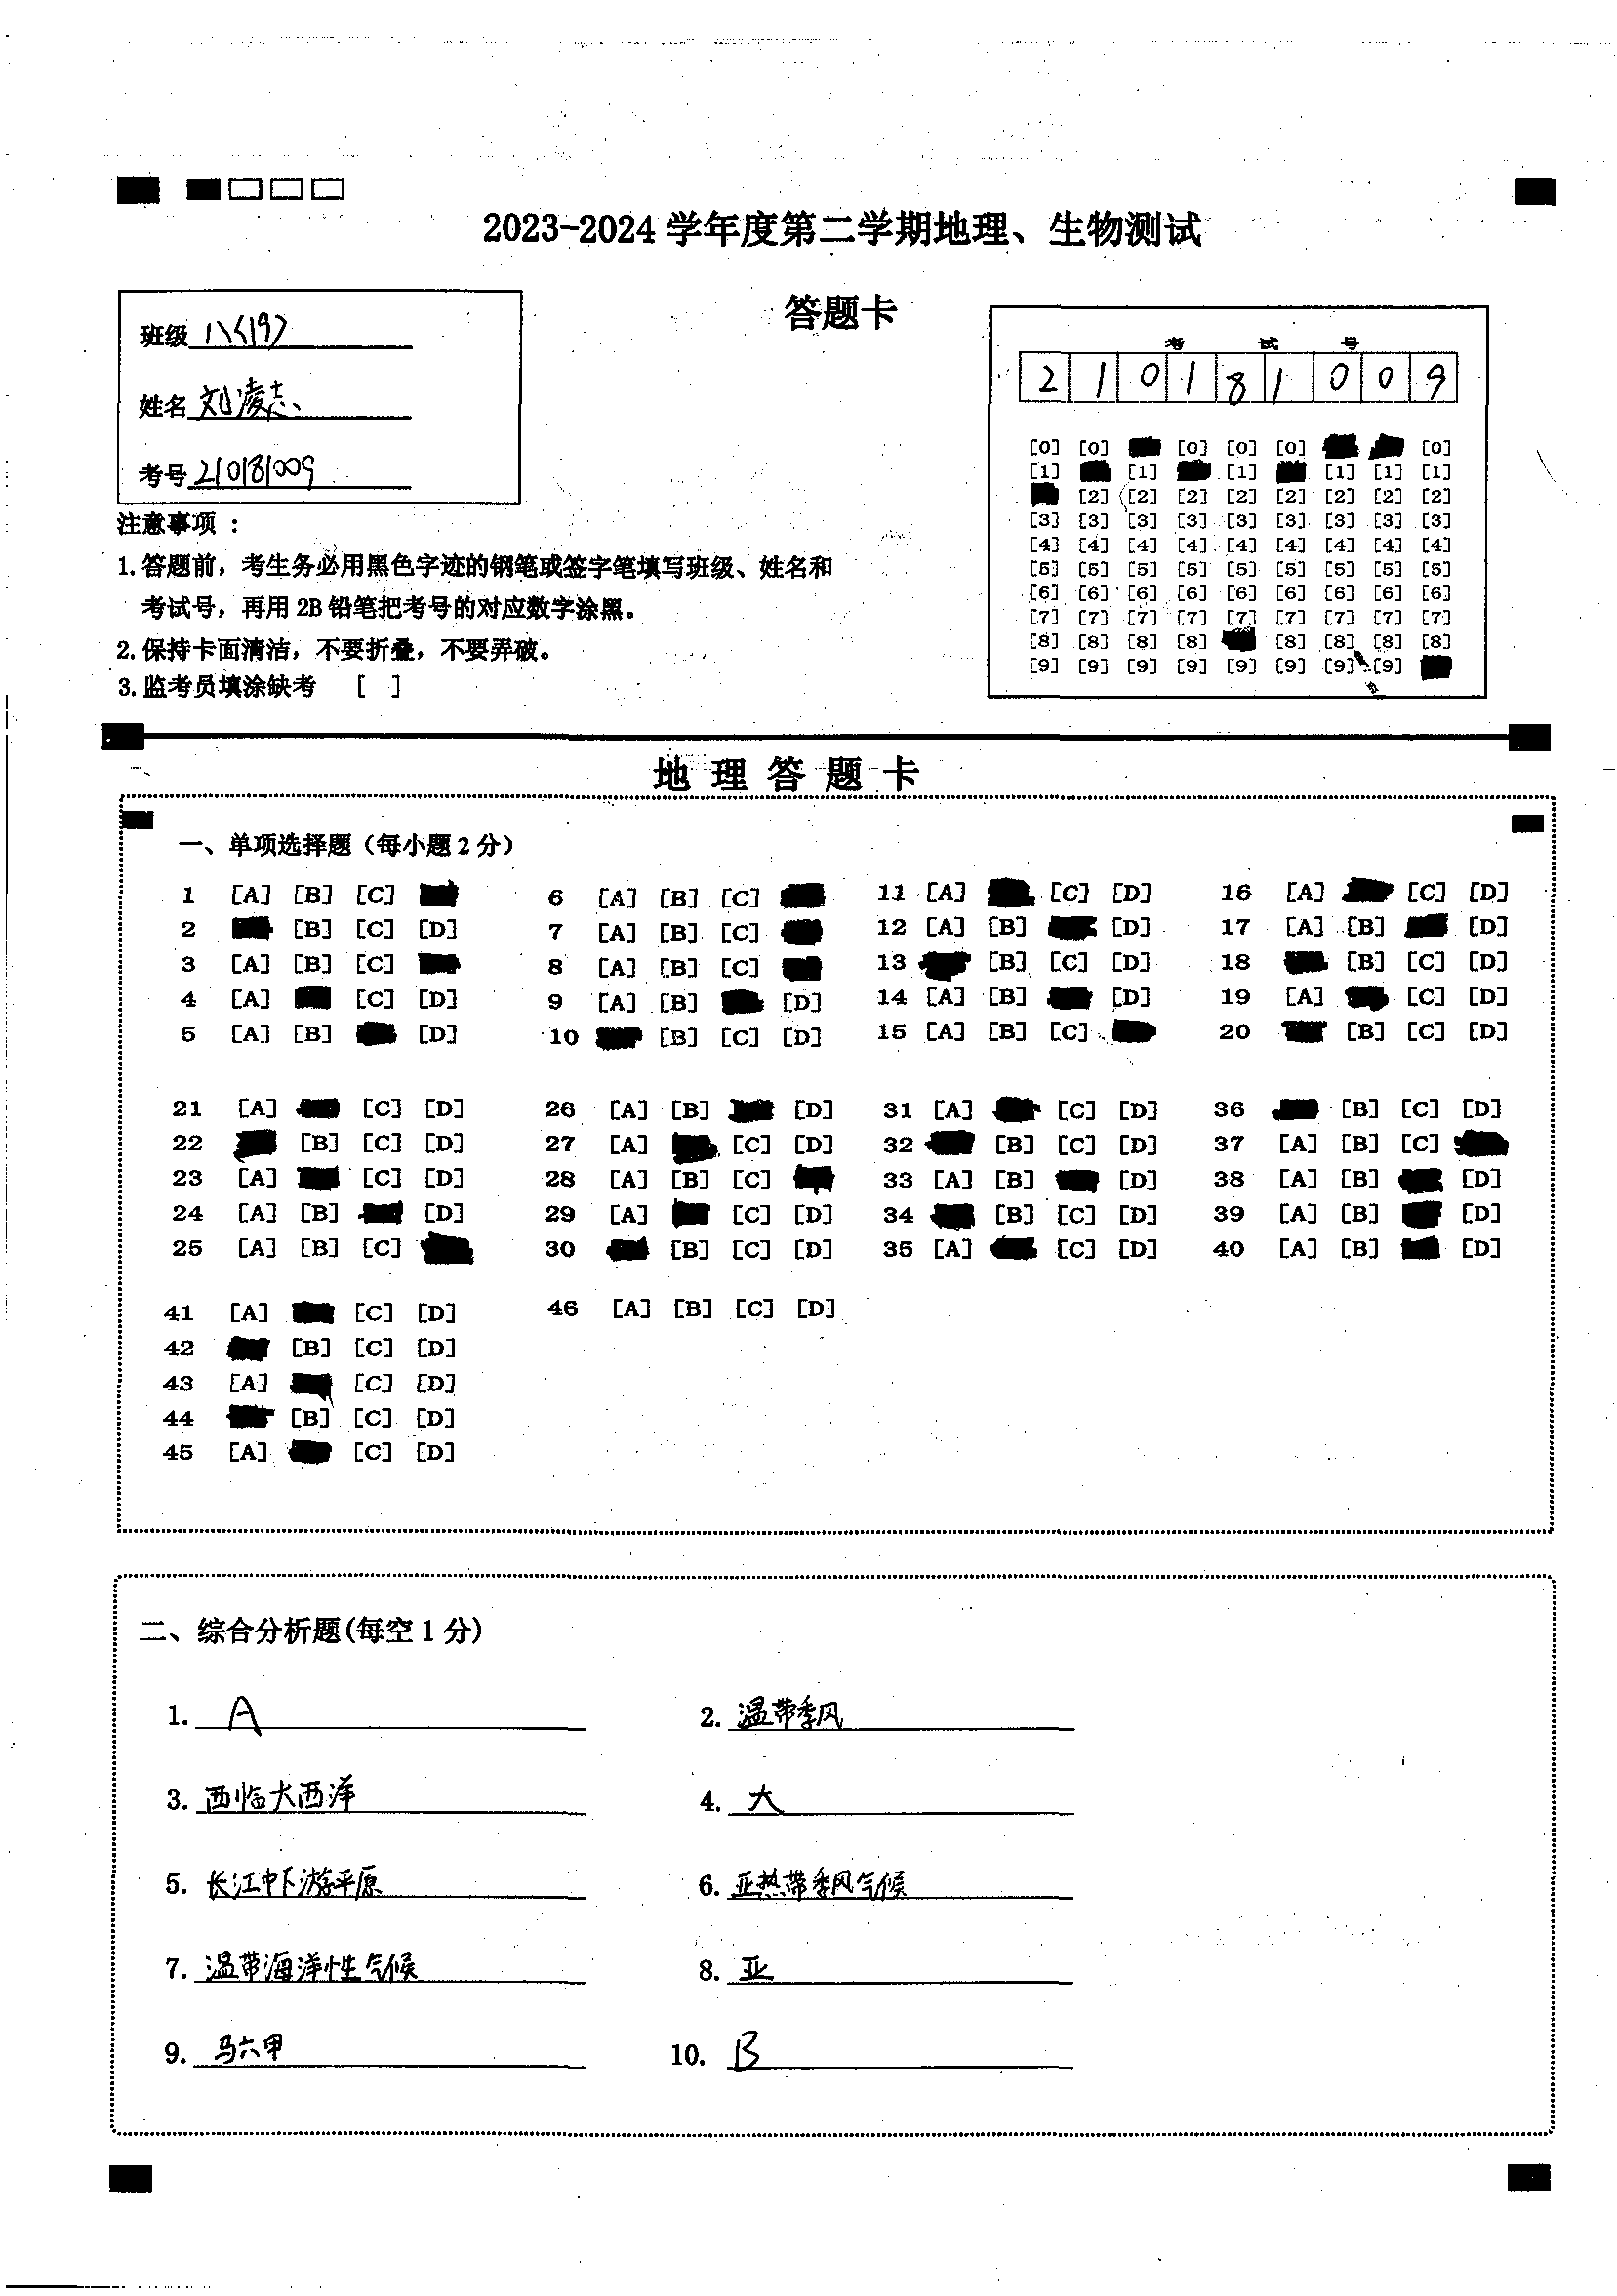 2023-2024 学年度第二学期地理、生物测试
答题卡
班级 八(19)
姓名 刘凌志
考号 210181009
考 试 号
2 1 0 1 8 1 0 0 9
[0] [0] [0] [0] [0] [0]
[1] [1] [1] [1] [1] [1]
[2] [2] [2] [2] [2] [2] [2] [2]
[3] [3] [3] [3] [3] [3] [3] [3] [3]
[4] [4] [4] [4] [4] [4] [4] [4] [4]
[5] [5] [5] [5] [5] [5] [5] [5] [5]
[6] [6] [6] [6] [6] [6] [6] [6] [6]
[7] [7] [7] [7] [7] [7] [7] [7] [7]
[8] [8] [8] [8] [8] [8] [8] [8]
[9] [9] [9] [9] [9] [9] [9] [9]
注意事项：
1.答题前，考生务必用黑色字迹的钢笔或签字笔填写班级、姓名和
考试号，再用 2B 铅笔把考号的对应数字涂黑。
2.保持卡面清洁，不要折叠，不要弄破。
3.监考员填涂缺考 [ ]
地 理 答 题 卡
一、单项选择题（每小题 2 分）
1 [A] [B] [C] 6 [A] [B] [C] 11 [A] [C] [D] 16 [A] [C] [D]
2 [B] [C] [D] 7 [A] [B] [C] 12 [A] [B] [D] 17 [A] [B] [D]
3 [A] [B] [C] 8 [A] [B] [C] 13 [B] [C] [D] 18 [B] [C] [D]
4 [A] [C] [D] 9 [A] [B] [D] 14 [A] [B] [D] 19 [A] [C] [D]
5 [A] [B] [D] 10 [B] [C] [D] 15 [A] [B] [C] 20 [B] [C] [D]
21 [A] [C] [D] 26 [A] [B] [D] 31 [A] [C] [D] 36 [B] [C] [D]
22 [B] [C] [D] 27 [A] [C] [D] 32 [B] [C] [D] 37 [A] [B] [C]
23 [A] [C] [D] 28 [A] [B] [C] 33 [A] [B] [D] 38 [A] [B] [D]
24 [A] [B] [D] 29 [A] [C] [D] 34 [B] [C] [D] 39 [A] [B] [D]
25 [A] [B] [C] 30 [B] [C] [D] 35 [A] [C] [D] 40 [A] [B] [D]
41 [A] [C] [D] 46 [A] [B] [C] [D]
42 [B] [C] [D]
43 [A] [C] [D]
44 [B] [C] [D]
45 [A] [C] [D]
二、综合分析题(每空 1 分)
1. A 2. 温带季风
3. 西临大西洋 4. 大
5. 长江中下游平原 6. 亚热带季风气候
7. 温带海洋性气候 8. 亚
9. 马六甲 10. B